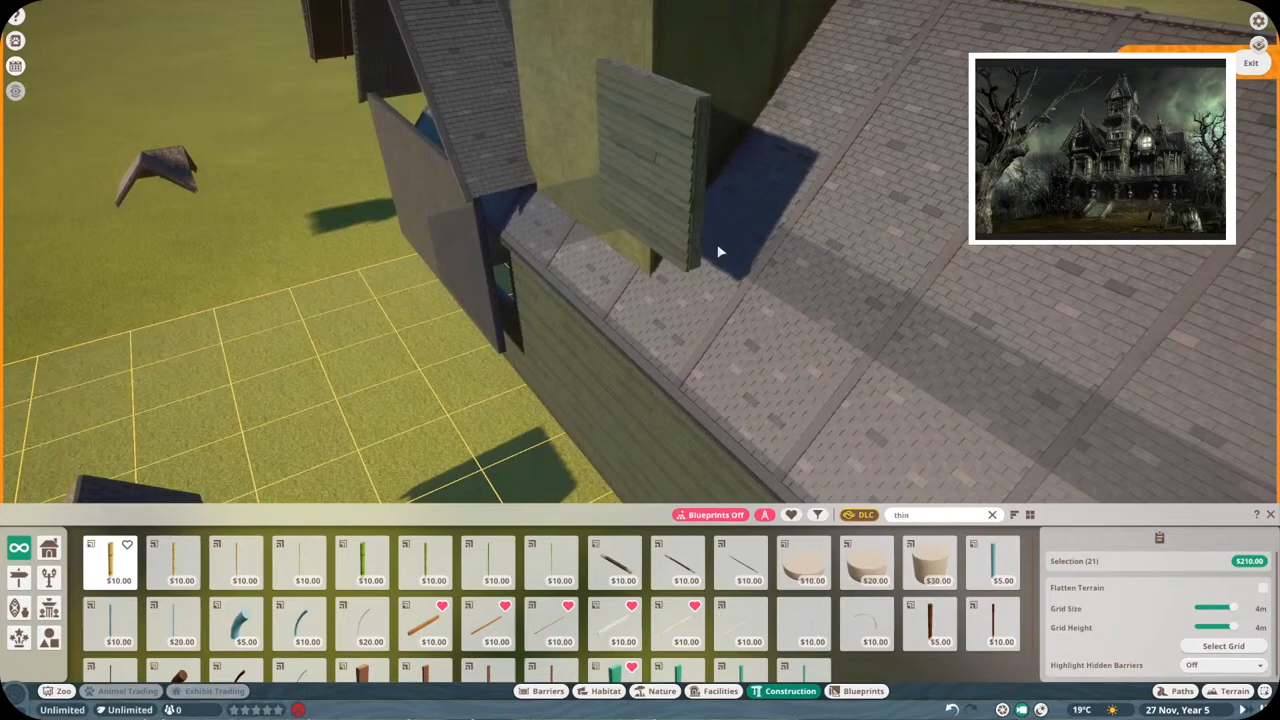 Exit
Blueprints Off
DLC
thin
?
$10.00 $10.00 $10.00 $10.00 $10.00 $10.00 $10.00 $10.00 $10.00 $10.00 $10.00 $10.00 $20.00 $30.00 $5.00
$10.00 $20.00 $5.00 $10.00 $20.00 $10.00 $10.00 $10.00 $10.00 $10.00 $10.00 $10.00 $10.00 $5.00 $10.00
Selection (21) $210.00
Flatten Terrain
Grid Size 4m
Grid Height 4m
Select Grid
Highlight Hidden Barriers Off
Zoo Animal Trading Exhibit Trading Barriers Habitat Nature Facilities Construction Blueprints Paths Terrain
Unlimited Unlimited 0 19°C 27 Nov, Year 5